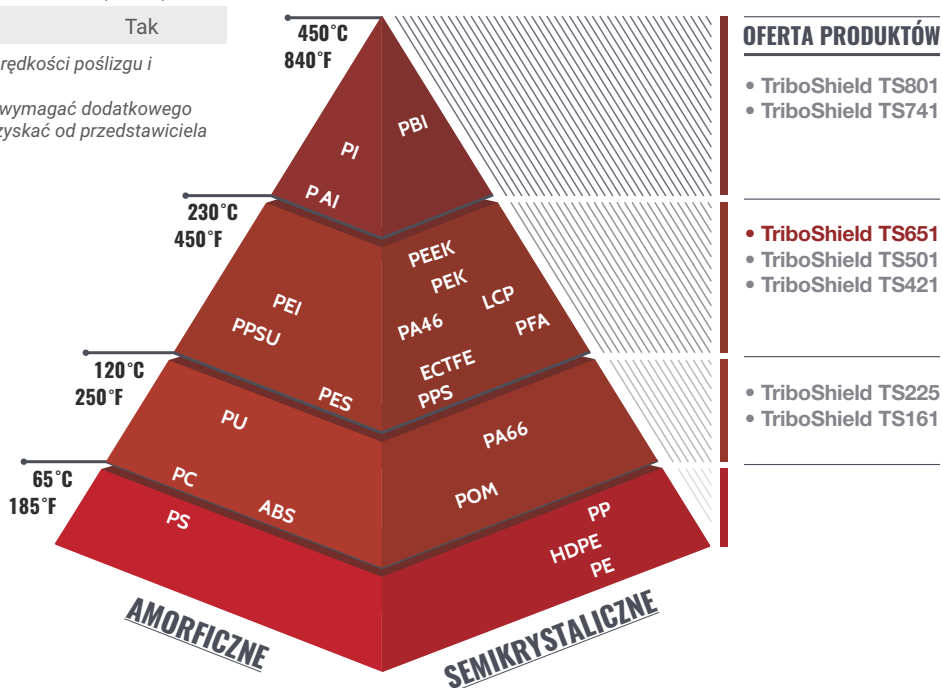 Tak
rędkości poślizgu i
wymagać dodatkowego
zyskać od przedstawiciela
450°C
840°F
PBI
PI
P AI
230°C
450°F
PEEK
PEK
LCP
PEI
PA46
PFA
PPSU
ECTFE
PPS
PES
120°C
250°F
PU
PA66
PC
POM
ABS
65°C
185°F
PS
PP
HDPE
PE
AMORFICZNE
SEMIKRYSTALICZNE
OFERTA PRODUKTÓW
• TriboShield TS801
• TriboShield TS741
• TriboShield TS651
• TriboShield TS501
• TriboShield TS421
• TriboShield TS225
• TriboShield TS161